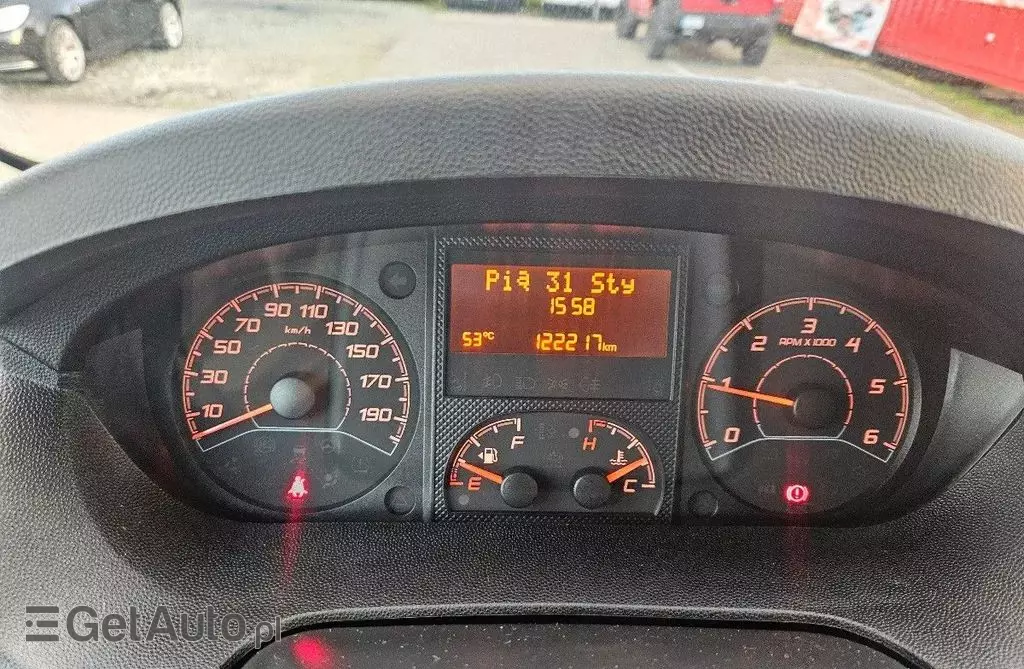 Pią 31 Sty
15:58
53°C 122217km
10 30 50 70 90 110 130 150 170 190
km/h
0 1 2 3 4 5 6
RPM X 1000
F H
E C
GetAuto.pl